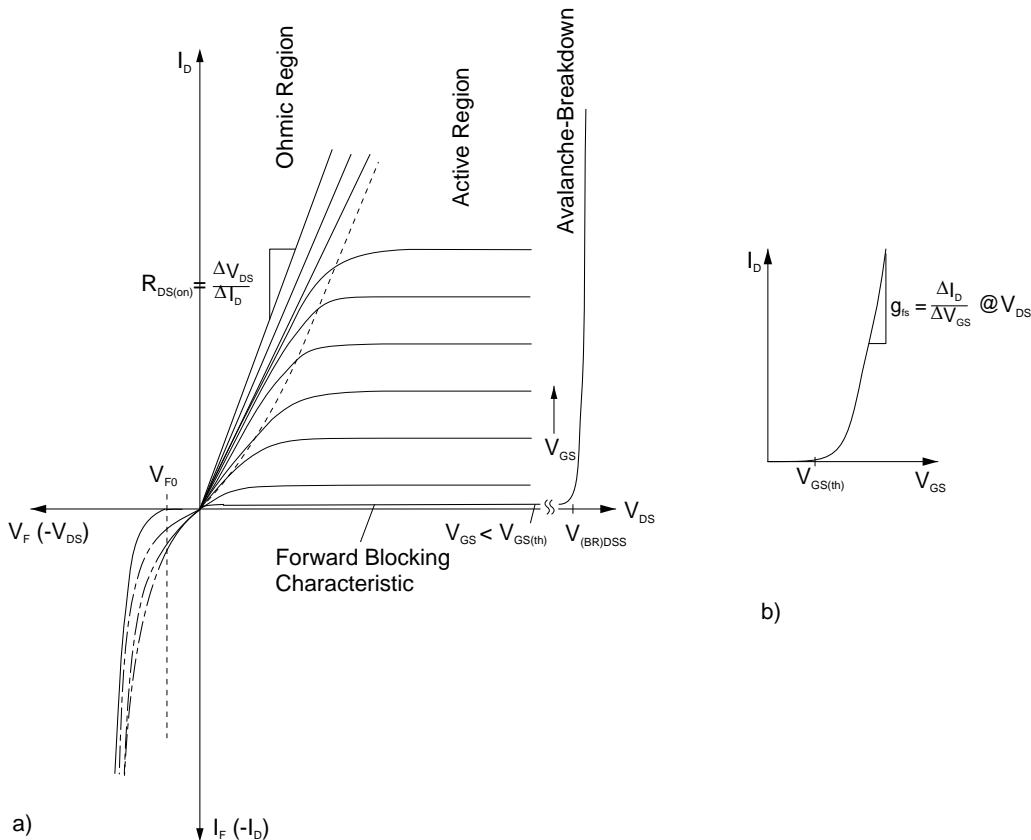 I_D
Ohmic Region
Active Region
Avalanche-Breakdown
R_DS(on) = ΔV_DS / ΔI_D
V_GS
V_F0
V_F (-V_DS)
V_DS
V_GS < V_GS(th)
V_(BR)DSS
Forward Blocking
Characteristic
I_F (-I_D)
a)
I_D
g_fs = ΔI_D / ΔV_GS @ V_DS
V_GS(th)
V_GS
b)